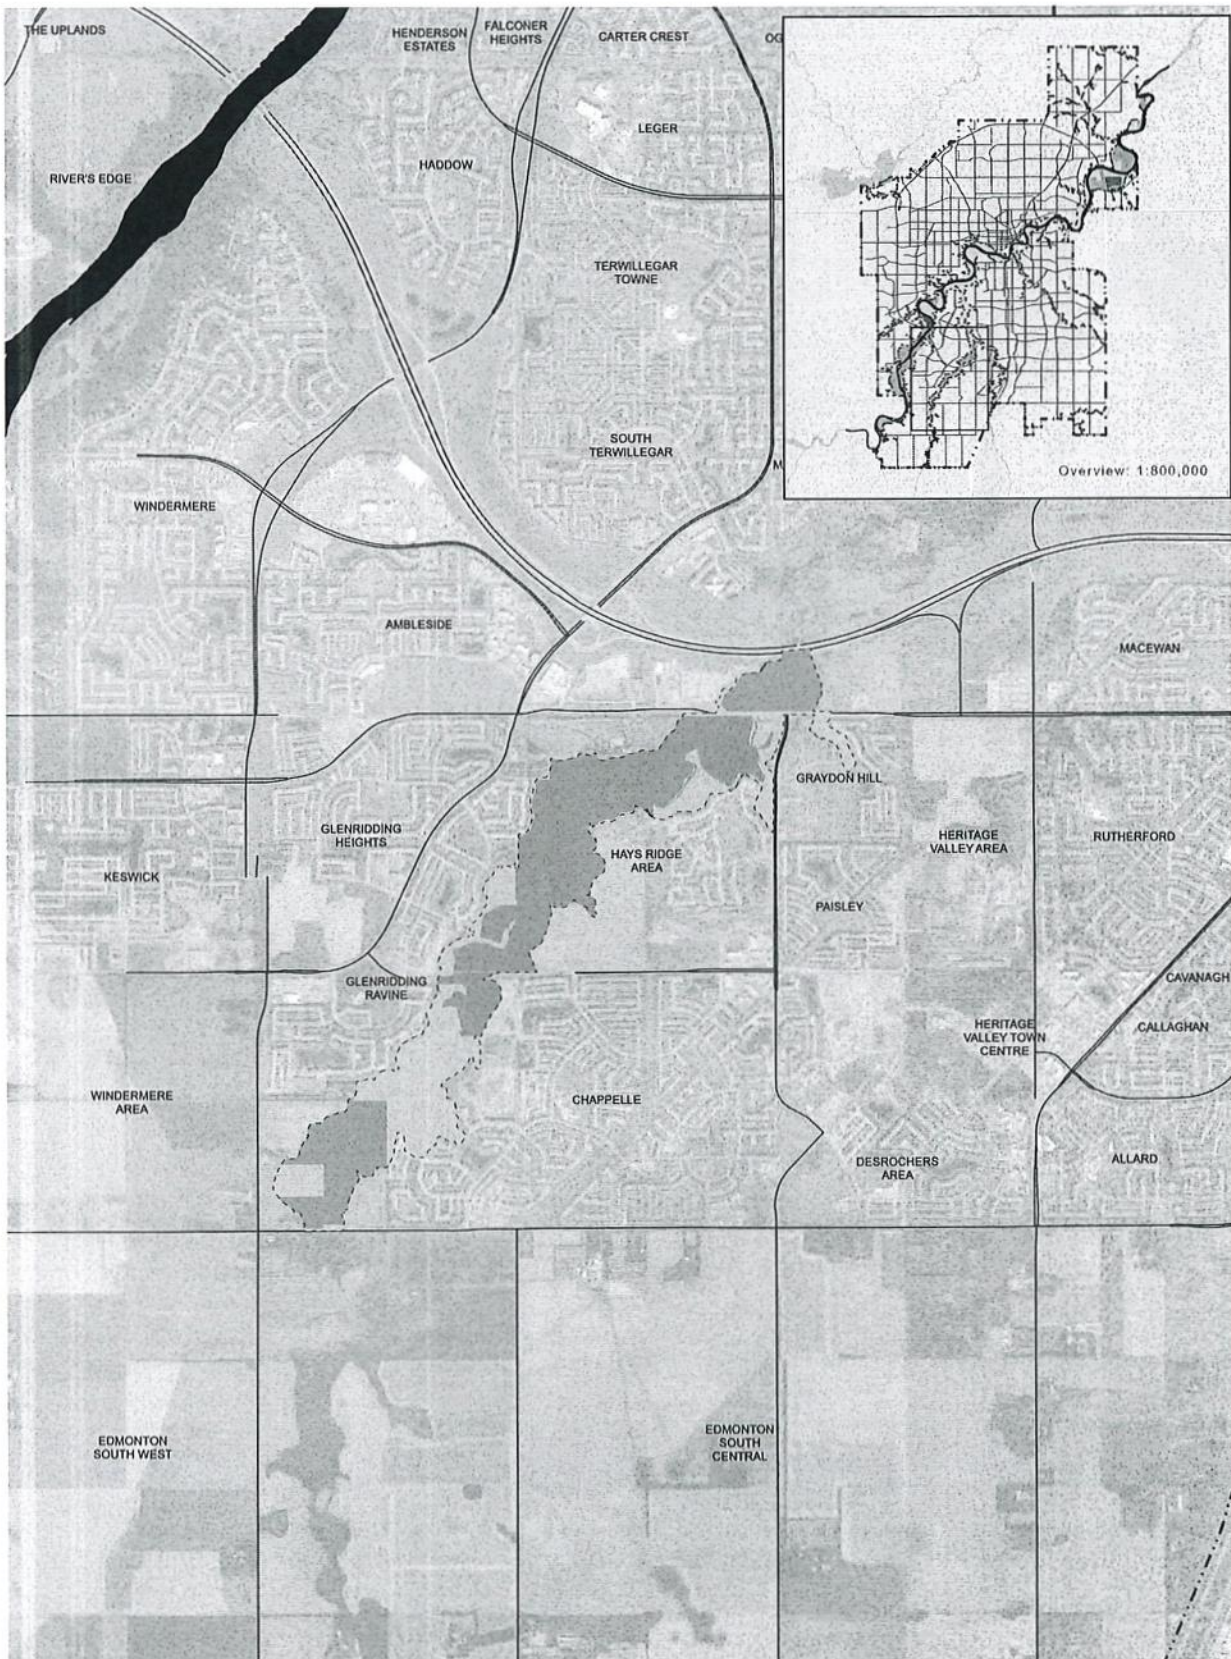 THE UPLANDS
HENDERSON
ESTATES
FALCONER
HEIGHTS
CARTER CREST
OG
LEGER
HADDOW
RIVER'S EDGE
TERWILLEGAR
TOWNE
SOUTH
TERWILLEGAR
M
Overview: 1:800,000
WINDERMERE
AMBLESIDE
MACEWAN
GRAYDON HILL
GLENRIDDING
HEIGHTS
HAYS RIDGE
AREA
HERITAGE
VALLEY AREA
RUTHERFORD
KESWICK
PAISLEY
GLENRIDDING
RAVINE
CAVANAGH
HERITAGE
VALLEY TOWN
CENTRE
CALLAGHAN
WINDERMERE
AREA
CHAPPELLE
DESROCHERS
AREA
ALLARD
EDMONTON
SOUTH WEST
EDMONTON
SOUTH
CENTRAL